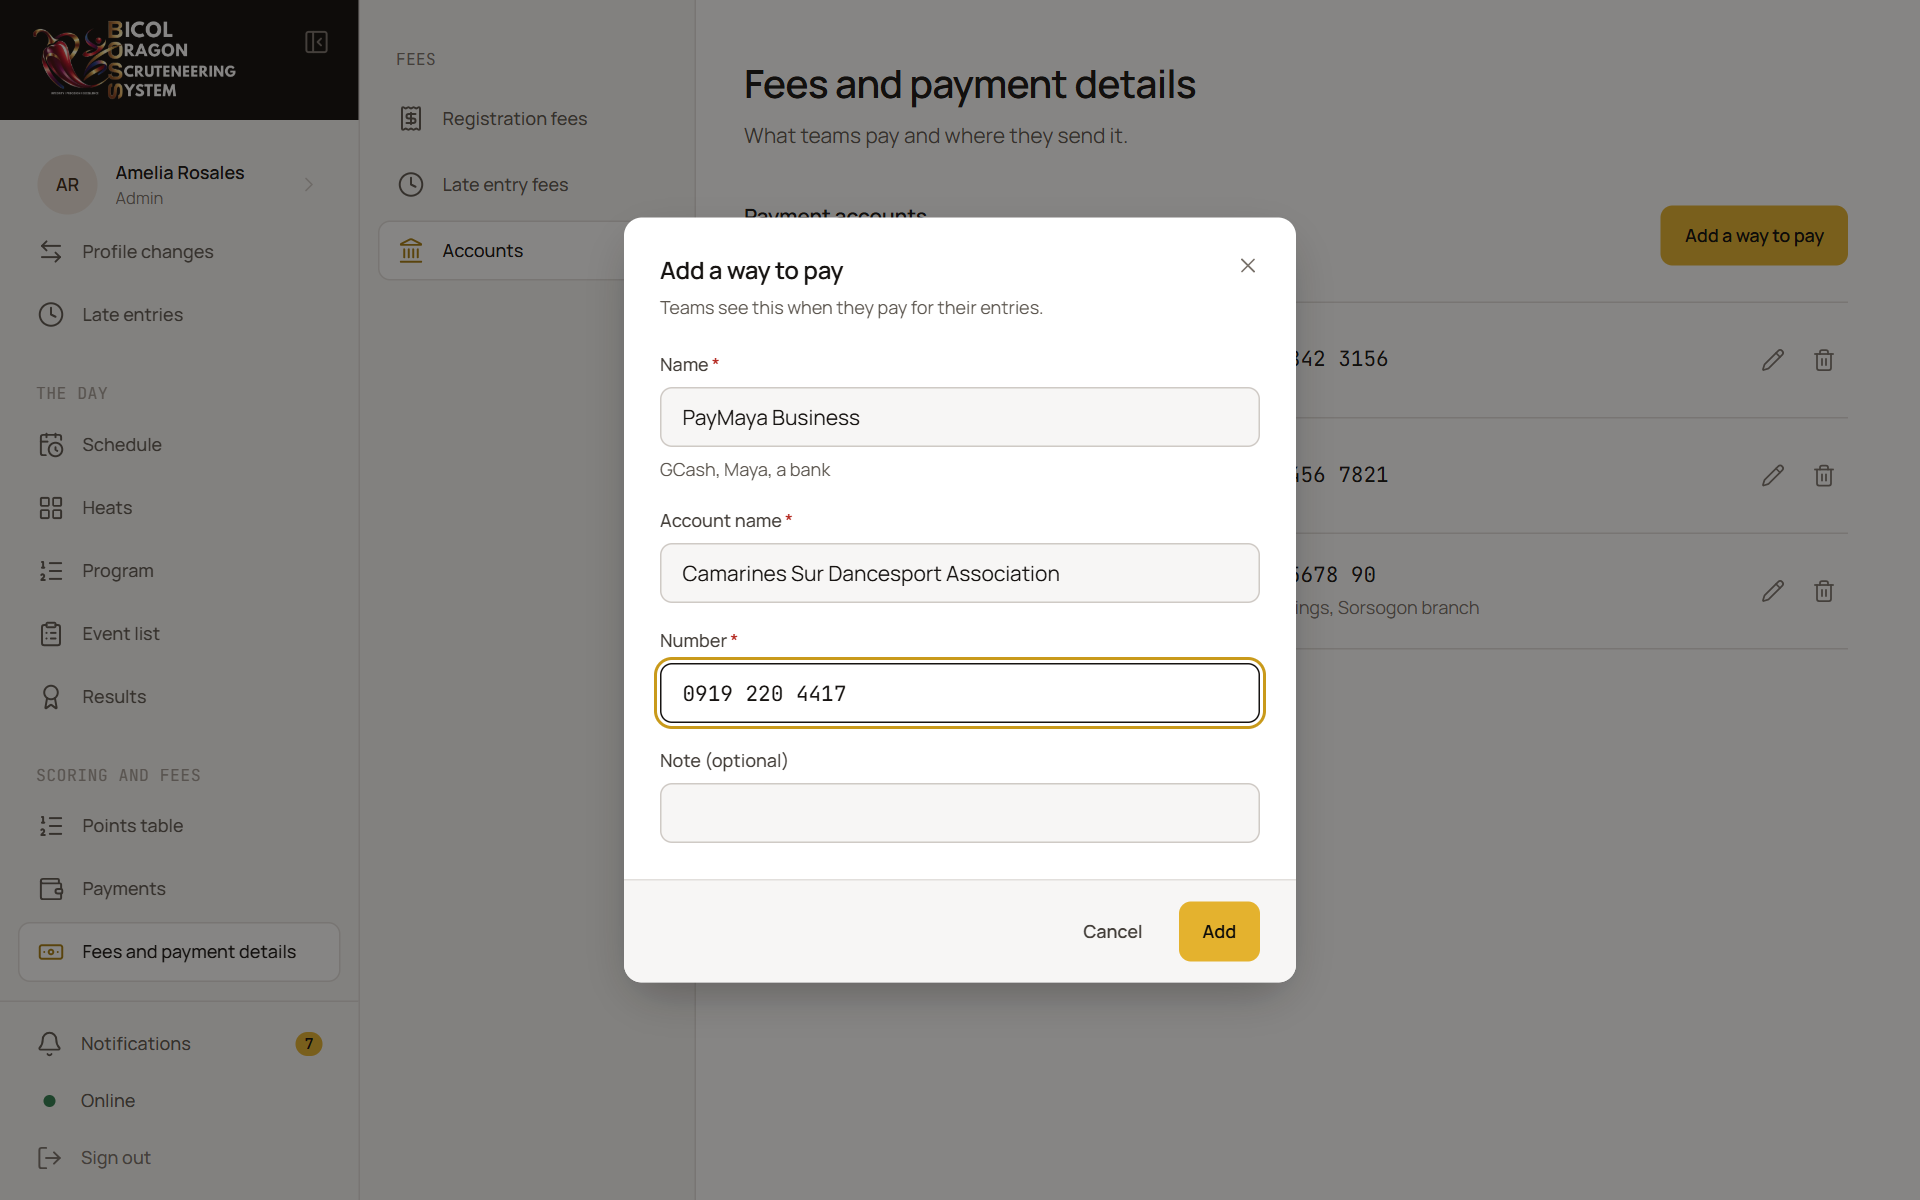 BICOL
DRAGON
SCRUTENEERING
SYSTEM
AR
Amelia Rosales
Admin
Profile changes
Late entries
THE DAY
Schedule
Heats
Program
Event list
Results
SCORING AND FEES
Points table
Payments
Fees and payment details
Notifications
7
Online
Sign out
FEES
Registration fees
Late entry fees
Accounts
Fees and payment details
What teams pay and where they send it.
Payment accounts
Add a way to pay
342 3156
456 7821
5678 90
ings, Sorsogon branch
Add a way to pay
Teams see this when they pay for their entries.
Name *
PayMaya Business
GCash, Maya, a bank
Account name *
Camarines Sur Dancesport Association
Number *
0919 220 4417
Note (optional)
Cancel
Add